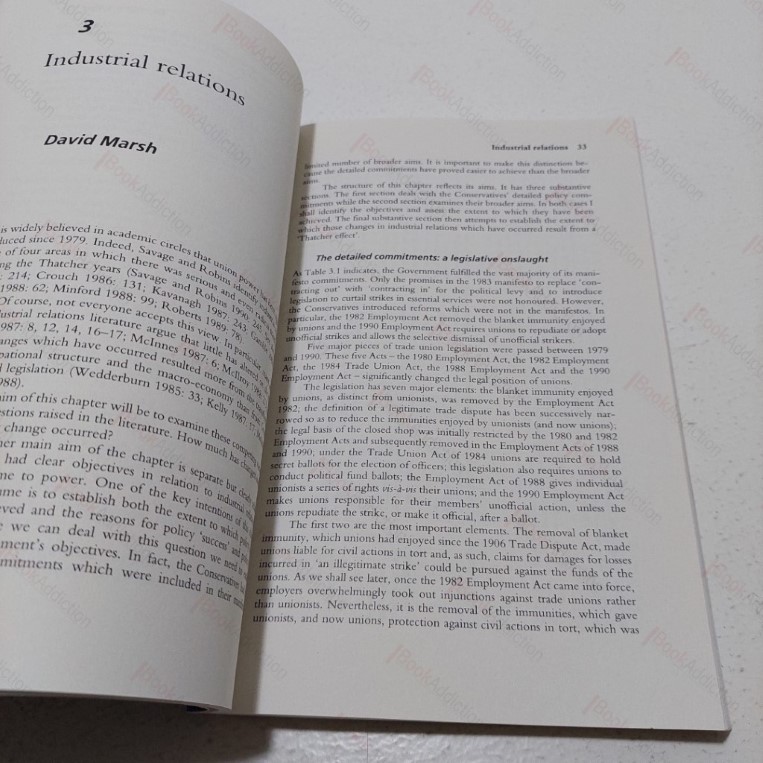 3
Industrial relations
David Marsh
is widely believed in academic circles that union power has
duced since 1979. Indeed, Savage and Robins identify
of four areas in which there was serious and
ng the Thatcher years (Savage and Robins 1990:
214; Crouch 1986: 131; Kavanagh 1987: 243;
1988: 62; Minford 1988: 99; Roberts 1989: 78).
Of course, not everyone accepts this view. In particular
ustrial relations literature argue that little has
987: 8, 12, 14, 16–17; McInnes 1987: 6; McIlroy
anges which have occurred resulted more from the
pational structure and the macro-economy than from
l legislation (Wedderburn 1985: 33; Kelly 1987:
988).
aim of this chapter will be to examine these competing
estions raised in the literature. How much has
change occurred?
her main aim of the chapter is separate but
had clear objectives in relation to industrial
me to power. One of the key intentions of
ume is to establish both the extent to which policy
ved and the reasons for policy 'success' and
e we can deal with this question we need to
ment's objectives. In fact, the Conservative
mitments which were included in their
Industrial relations 33
limited number of broader aims. It is important to make this distinction be-
cause the detailed commitments have proved easier to achieve than the broader
aims.
The structure of this chapter reflects its aims. It has three substantive
sections. The first section deals with the Conservatives' detailed policy com-
mitments while the second section examines their broader aims. In both cases I
shall identify the objectives and assess the extent to which they have been
achieved. The final substantive section then attempts to establish the extent to
which those changes in industrial relations which have occurred result from a
'Thatcher effect'.
The detailed commitments: a legislative onslaught
As Table 3.1 indicates, the Government fulfilled the vast majority of its mani-
festo commitments. Only the promises in the 1983 manifesto to replace 'con-
tracting out' with 'contracting in' for the political levy and to introduce
legislation to curtail strikes in essential services were not honoured. However,
the Conservatives introduced reforms which were not in the manifestos. In
particular, the 1982 Employment Act removed the blanket immunity enjoyed
by unions and the 1990 Employment Act requires unions to repudiate or adopt
unofficial strikes and allows the selective dismissal of unofficial strikers.
Five major pieces of trade union legislation were passed between 1979
and 1990. These five Acts – the 1980 Employment Act, the 1982 Employment
Act, the 1984 Trade Union Act, the 1988 Employment Act and the 1990
Employment Act – significantly changed the legal position of unions.
The legislation has seven major elements: the blanket immunity enjoyed
by unions, as distinct from unionists, was removed by the Employment Act
1982; the definition of a legitimate trade dispute has been successively nar-
rowed so as to reduce the immunities enjoyed by unionists (and now unions);
the legal basis of the closed shop was initially restricted by the 1980 and 1982
Employment Acts and subsequently removed in the Employment Acts of 1988
and 1990; under the Trade Union Act of 1984 unions are required to hold
secret ballots for the election of officers; this legislation also requires unions to
conduct political fund ballots; the Employment Act of 1988 gives individual
unionists a series of rights vis-à-vis their unions; and the 1990 Employment Act
makes unions responsible for their members' unofficial action, unless the
unions repudiate the strike, or make it official, after a ballot.
The first two are the most important elements. The removal of blanket
immunity, which unions had enjoyed since the 1906 Trade Dispute Act, made
unions liable for civil actions in tort and, as such, claims for damages for losses
incurred in 'an illegitimate strike' could be pursued against the funds of the
unions. As we shall see later, once the 1982 Employment Act came into force,
employers overwhelmingly took out injunctions against trade unions rather
than unionists. Nevertheless, it is the removal of the immunities, which gave
unionists, and now unions, protection against civil actions in tort, which was
BookAddiction